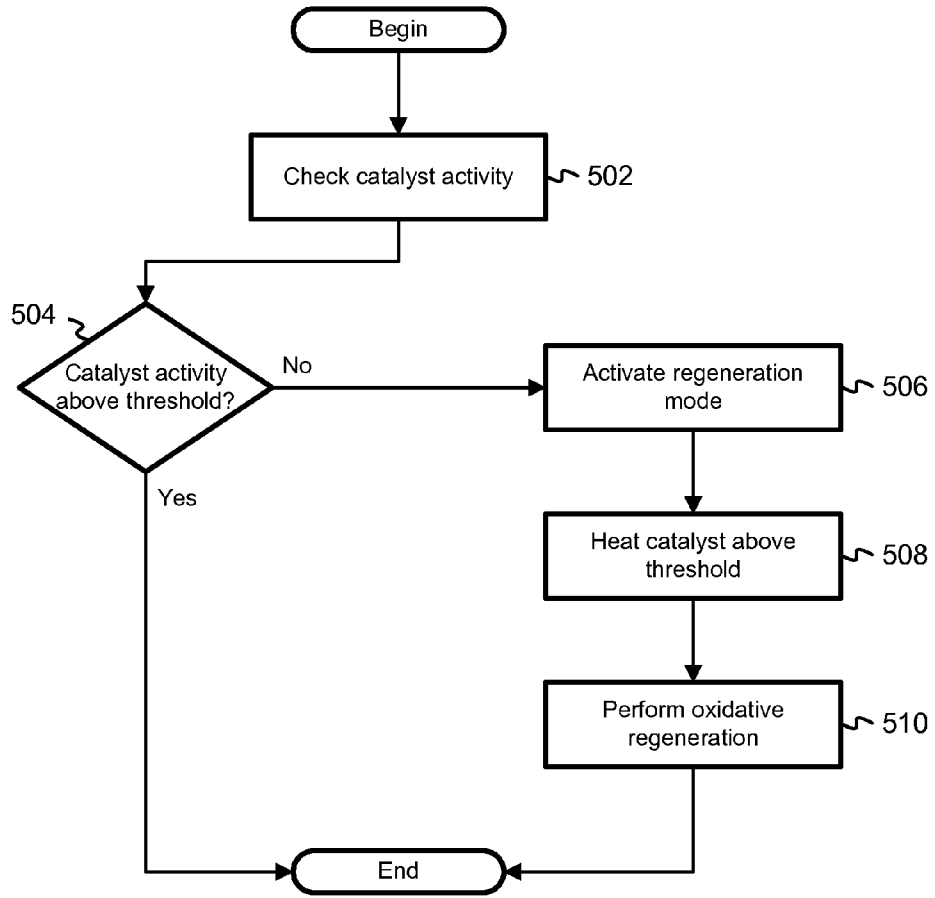 Begin
Check catalyst activity
502
504
Catalyst activity
above threshold?
No
Yes
Activate regeneration
mode
506
Heat catalyst above
threshold
508
Perform oxidative
regeneration
510
End